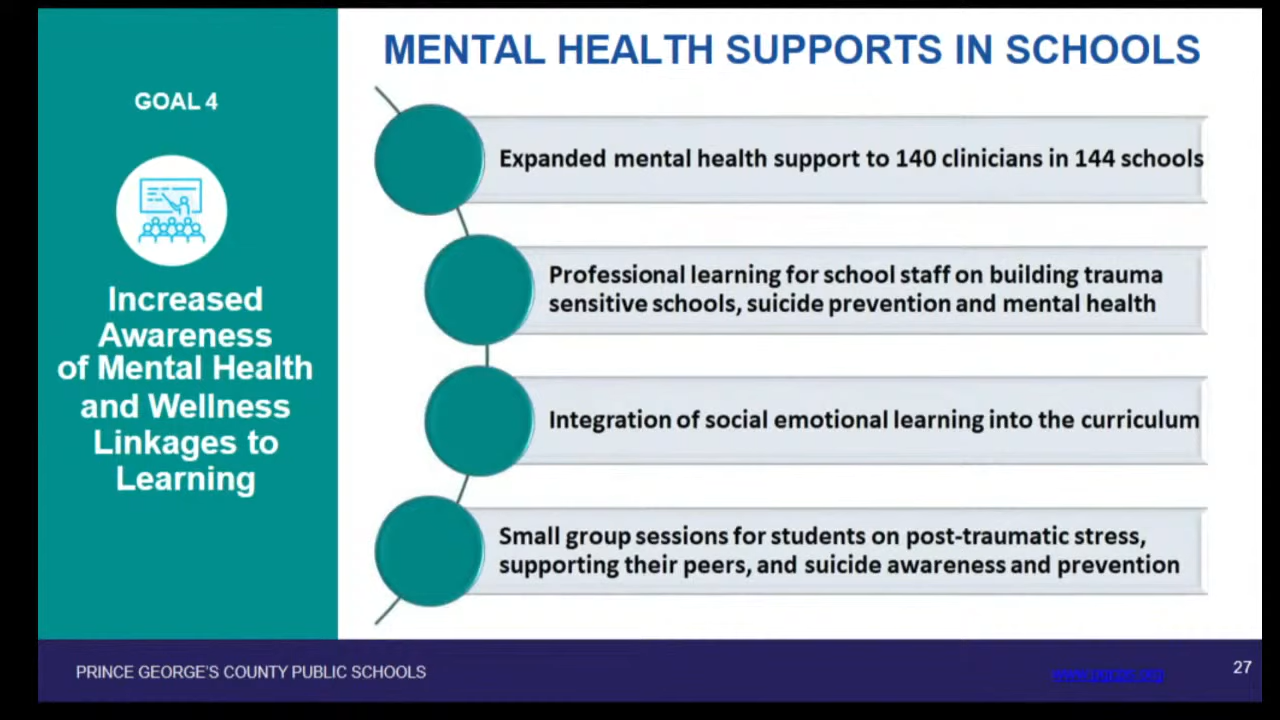 MENTAL HEALTH SUPPORTS IN SCHOOLS
GOAL 4
Increased
Awareness
of Mental Health
and Wellness
Linkages to
Learning
Expanded mental health support to 140 clinicians in 144 schools
Professional learning for school staff on building trauma
sensitive schools, suicide prevention and mental health
Integration of social emotional learning into the curriculum
Small group sessions for students on post-traumatic stress,
supporting their peers, and suicide awareness and prevention
PRINCE GEORGE'S COUNTY PUBLIC SCHOOLS
27